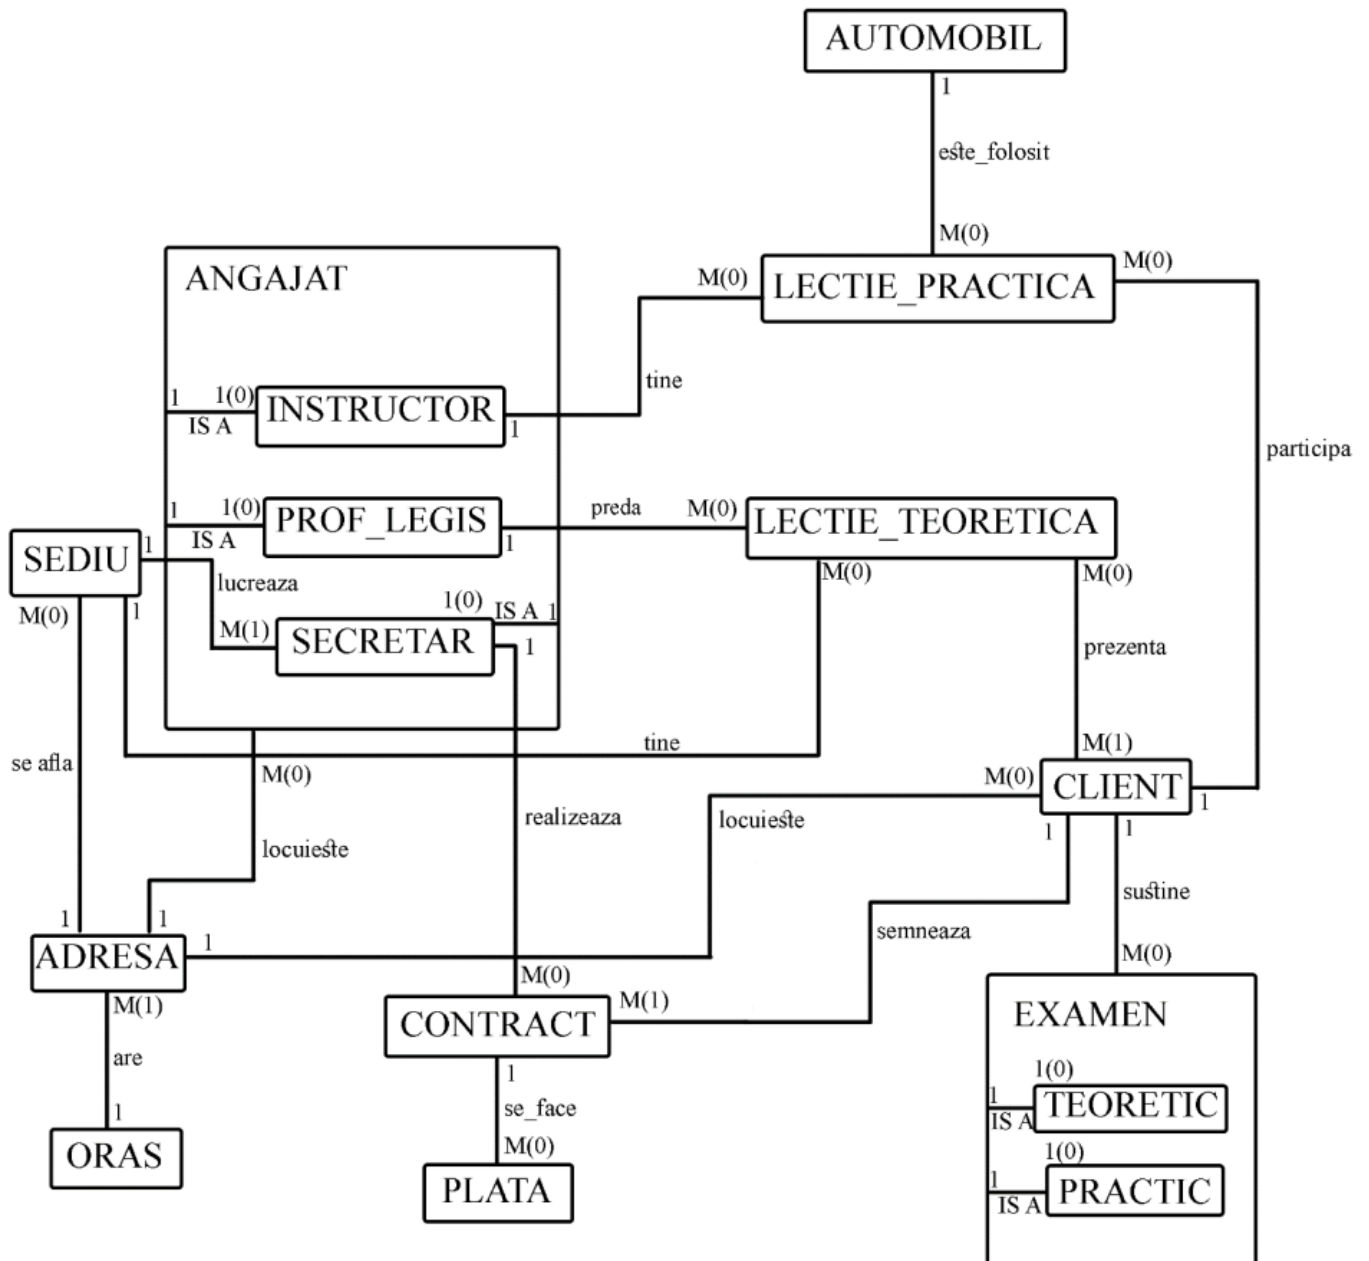 AUTOMOBIL
1
este_folosit
M(0)
M(0)
M(0)
LECTIE_PRACTICA
ANGAJAT
tine
1
1(0)
INSTRUCTOR
IS A
1
participa
1
1(0)
PROF_LEGIS
IS A
1
preda
M(0)
LECTIE_TEORETICA
SEDIU
1
lucreaza
M(0)
1
M(0)
M(0)
1(0)
IS A 1
M(1)
SECRETAR
1
prezenta
se afla
tine
M(0)
M(1)
M(0)
CLIENT
1
realizeaza
locuieste
1
1
locuieste
sustine
semneaza
1
1
1
ADRESA
M(0)
M(0)
M(1)
M(1)
CONTRACT
EXAMEN
are
1
se_face
1(0)
1
TEORETIC
IS A
1
ORAS
M(0)
PLATA
1(0)
1
PRACTIC
IS A